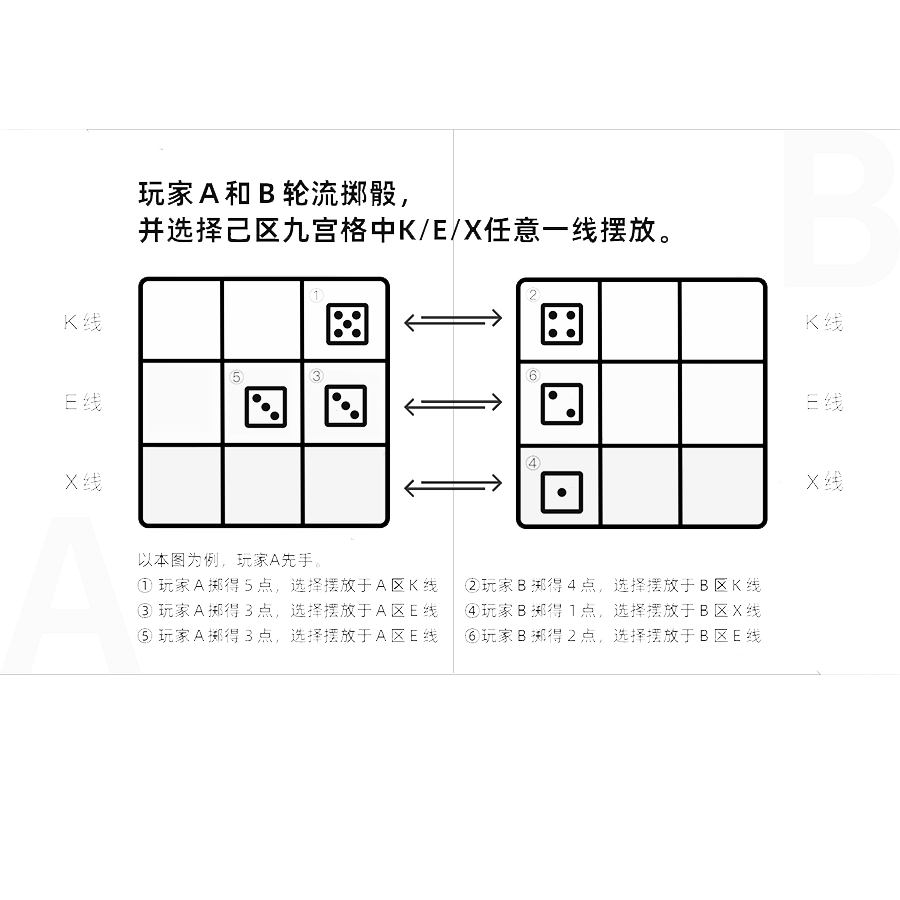 玩家A和B轮流掷骰，
并选择己区九宫格中K/E/X任意一线摆放。
K线
①
②
K线
E线
⑤
③
⑥
E线
X线
④
X线
以本图为例，玩家A先手。
①玩家A掷得5点，选择摆放于A区K线
②玩家B掷得4点，选择摆放于B区K线
③玩家A掷得3点，选择摆放于A区E线
④玩家B掷得1点，选择摆放于B区X线
⑤玩家A掷得3点，选择摆放于A区E线
⑥玩家B掷得2点，选择摆放于B区E线
A
B